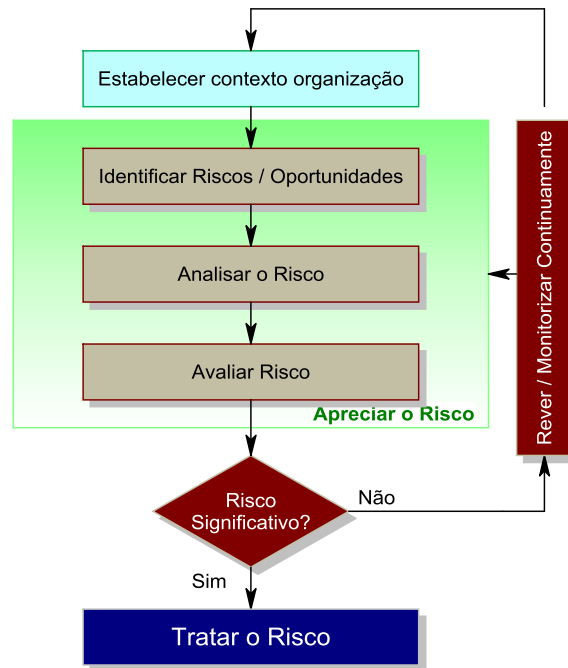 Estabelecer contexto organização
Identificar Riscos / Oportunidades
Analisar o Risco
Avaliar Risco
Apreciar o Risco
Rever / Monitorizar Continuamente
Risco
Significativo?
Não
Sim
Tratar o Risco